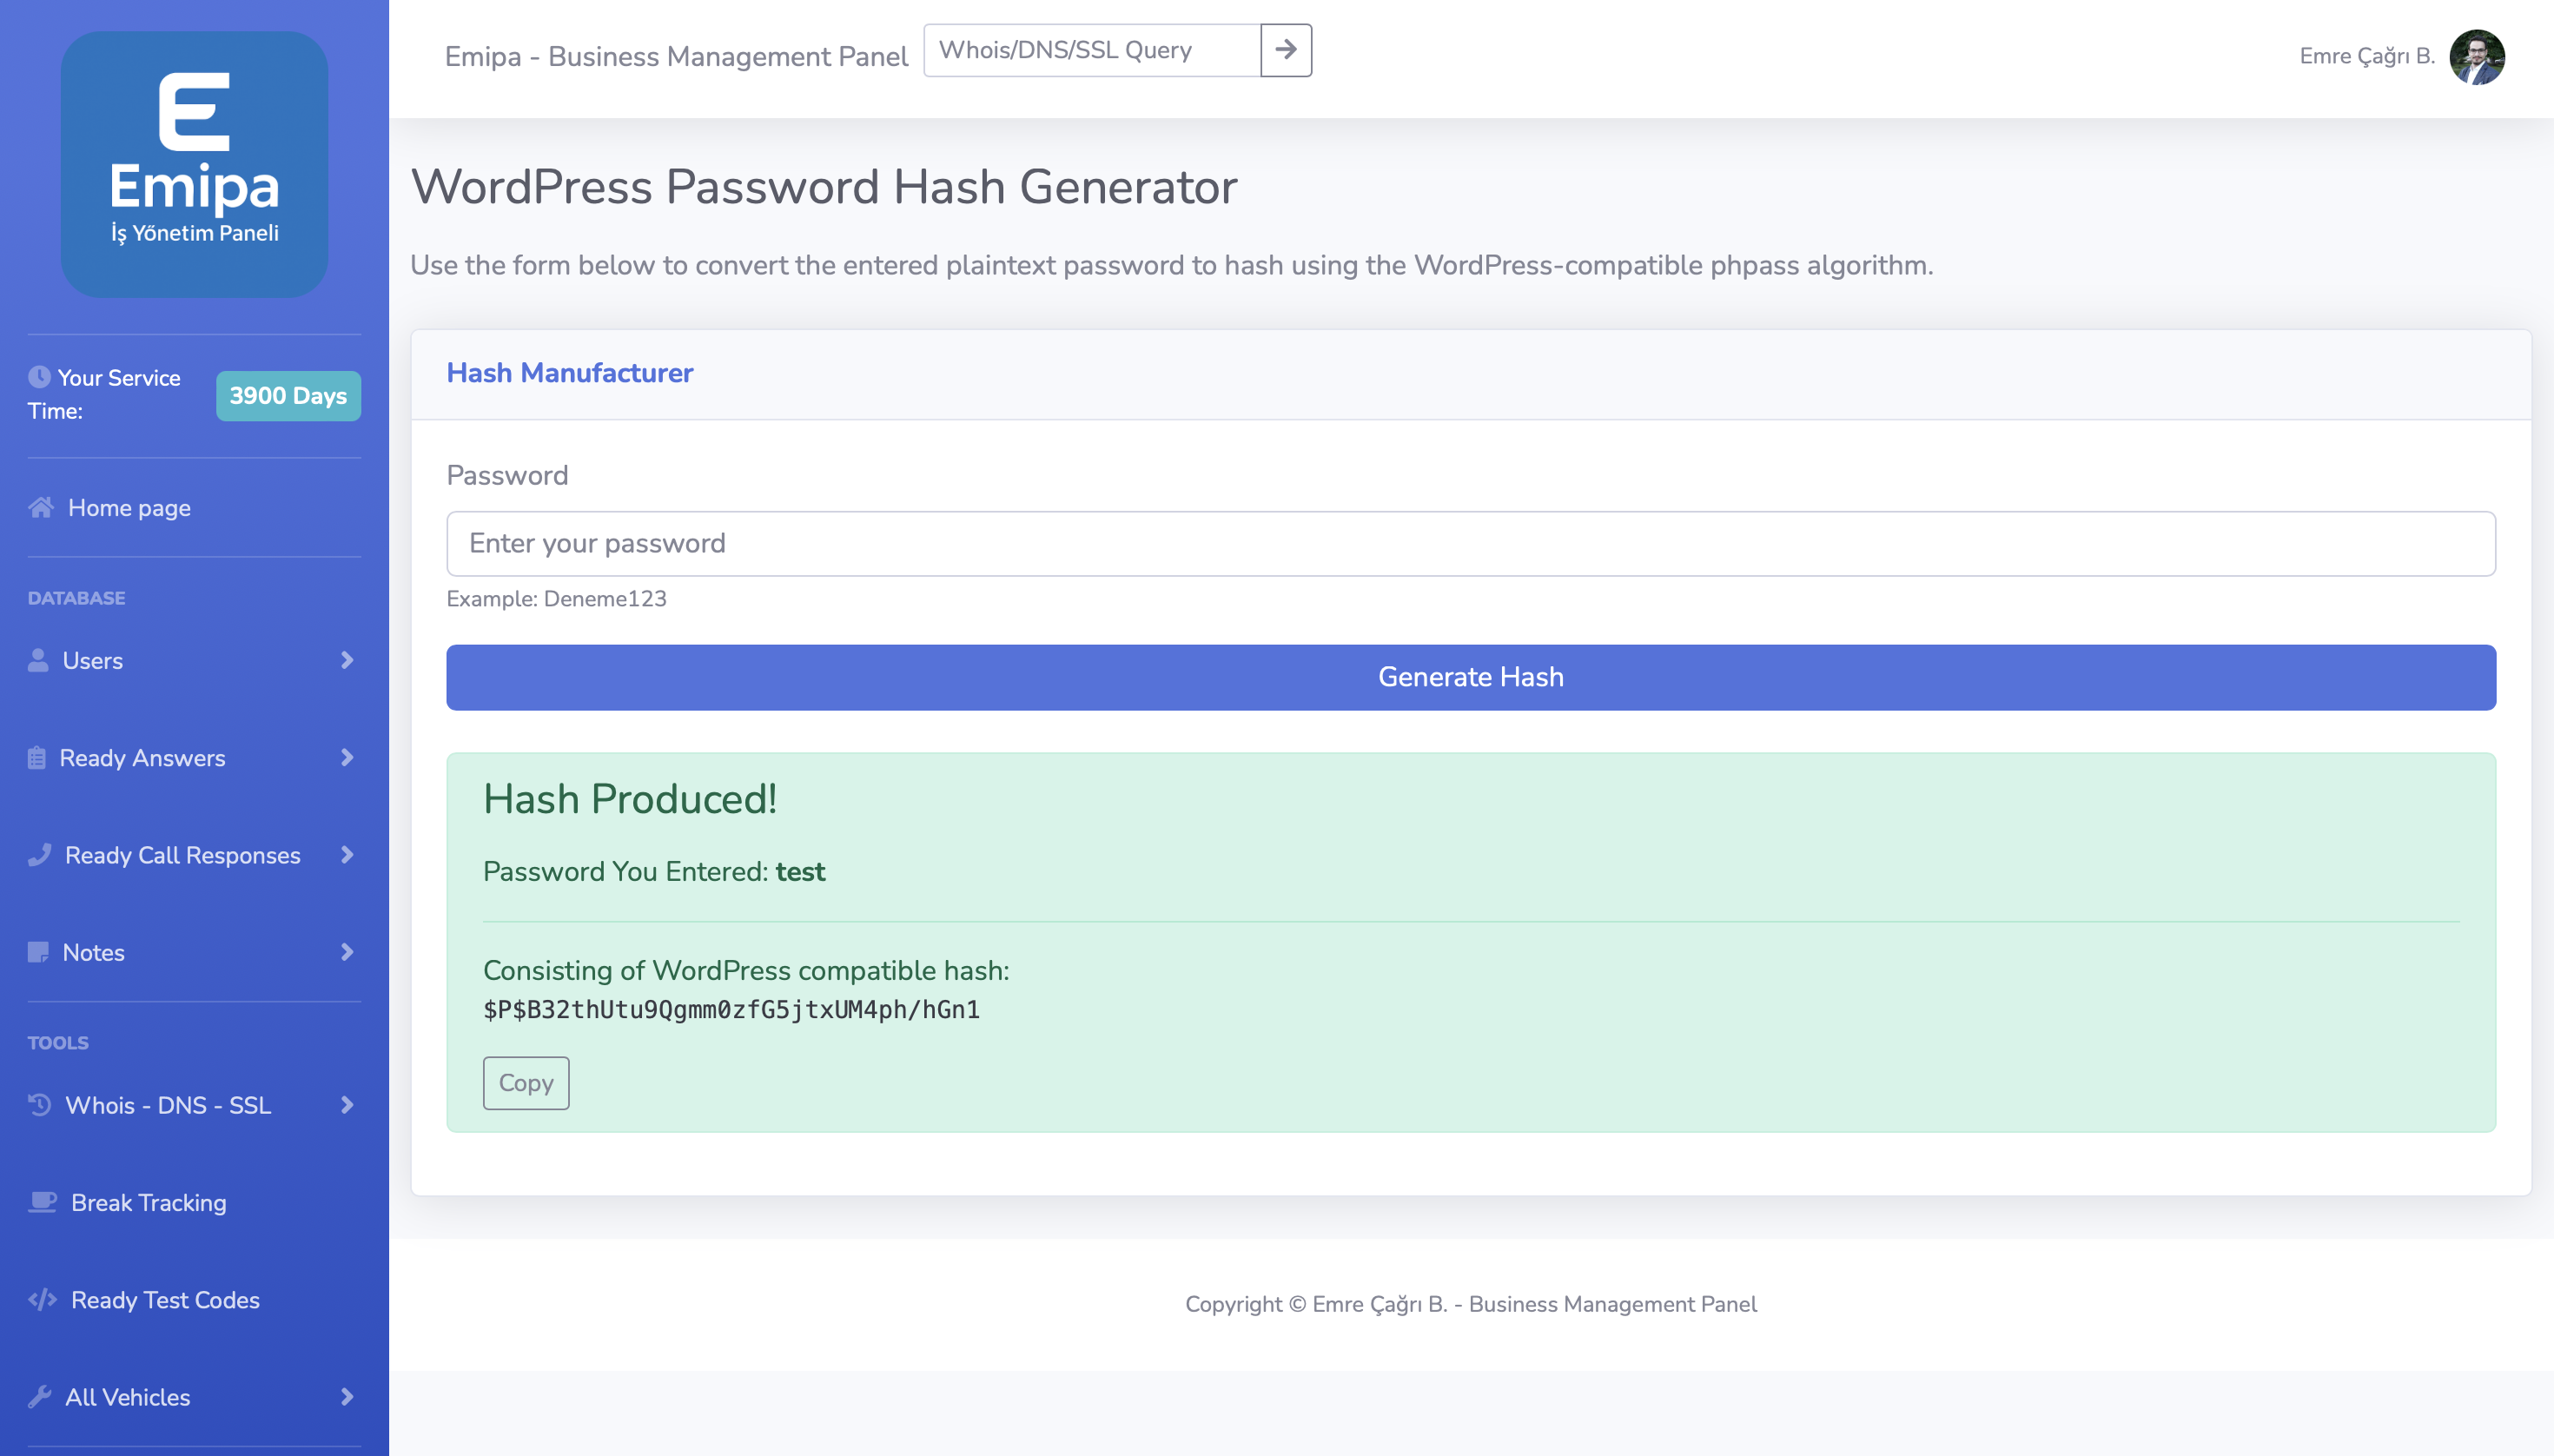 E
Emipa
İş Yönetim Paneli
Your Service
Time:
3900 Days
Home page
DATABASE
Users
Ready Answers
Ready Call Responses
Notes
TOOLS
Whois - DNS - SSL
Break Tracking
Ready Test Codes
All Vehicles
Emipa - Business Management Panel
Whois/DNS/SSL Query
Emre Çağrı B.
WordPress Password Hash Generator
Use the form below to convert the entered plaintext password to hash using the WordPress-compatible phpass algorithm.
Hash Manufacturer
Password
Enter your password
Example: Deneme123
Generate Hash
Hash Produced!
Password You Entered: test
Consisting of WordPress compatible hash:
$P$B32thUtu9Qgmm0zfG5jtxUM4ph/hGn1
Copy
Copyright © Emre Çağrı B. - Business Management Panel